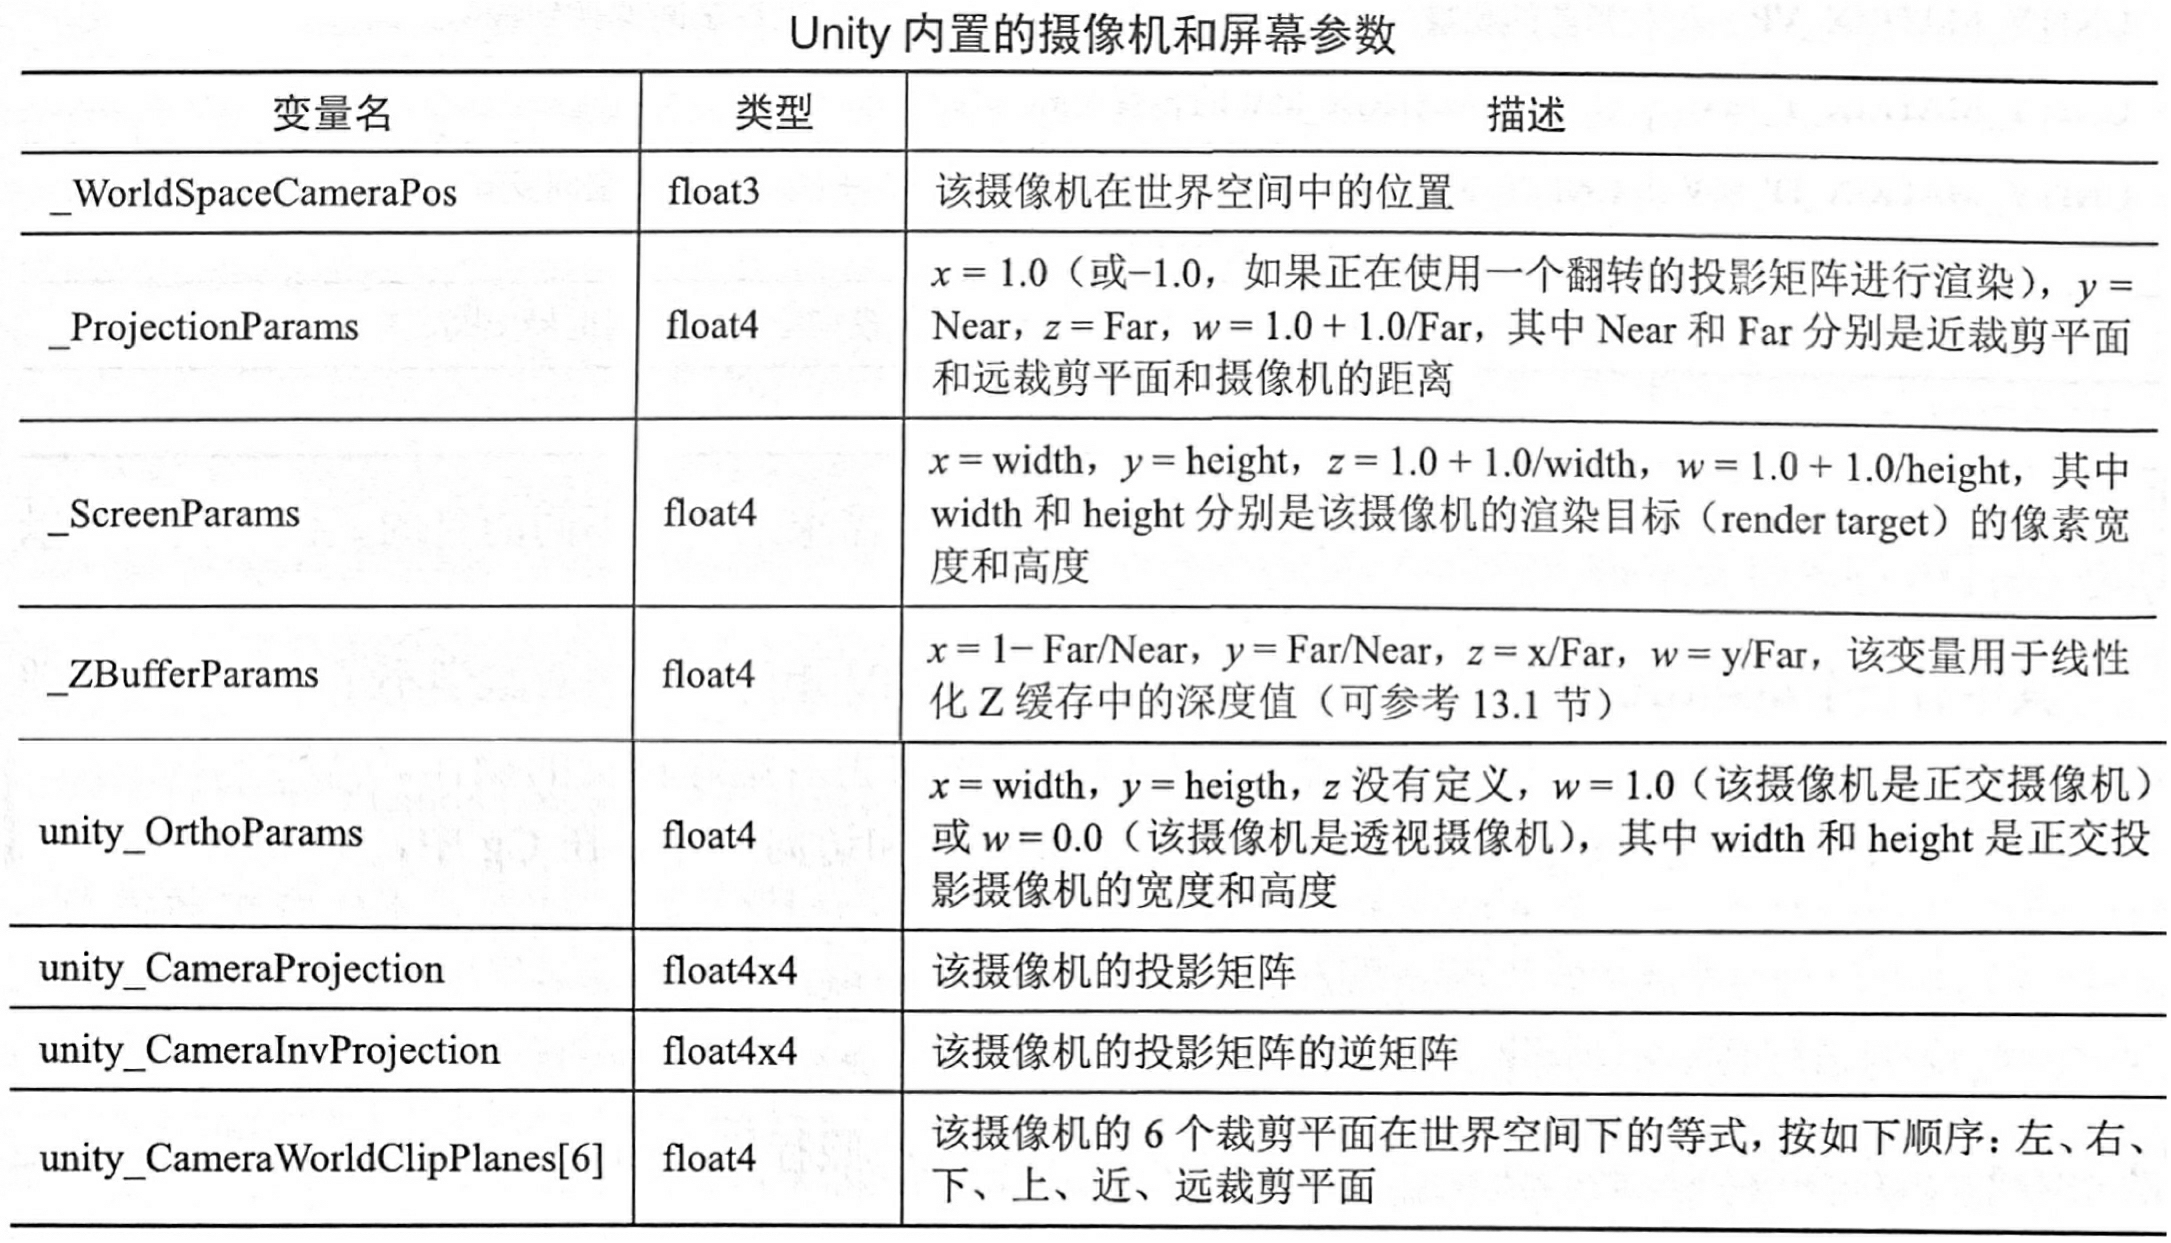 Unity 内置的摄像机和屏幕参数
变量名 类型 描述
_WorldSpaceCameraPos float3 该摄像机在世界空间中的位置
x = 1.0（或−1.0，如果正在使用一个翻转的投影矩阵进行渲染），y =
_ProjectionParams float4 Near，z = Far，w = 1.0 + 1.0/Far，其中 Near 和 Far 分别是近裁剪平面
和远裁剪平面和摄像机的距离
x = width，y = height，z = 1.0 + 1.0/width，w = 1.0 + 1.0/height，其中
_ScreenParams float4 width 和 height 分别是该摄像机的渲染目标（render target）的像素宽
度和高度
_ZBufferParams float4 x = 1− Far/Near，y = Far/Near，z = x/Far，w = y/Far，该变量用于线性
化 Z 缓存中的深度值（可参考 13.1 节）
x = width，y = heigth，z 没有定义，w = 1.0（该摄像机是正交摄像机）
unity_OrthoParams float4 或 w = 0.0（该摄像机是透视摄像机），其中 width 和 height 是正交投
影摄像机的宽度和高度
unity_CameraProjection float4x4 该摄像机的投影矩阵
unity_CameraInvProjection float4x4 该摄像机的投影矩阵的逆矩阵
unity_CameraWorldClipPlanes[6] float4 该摄像机的 6 个裁剪平面在世界空间下的等式，按如下顺序：左、右、
下、上、近、远裁剪平面